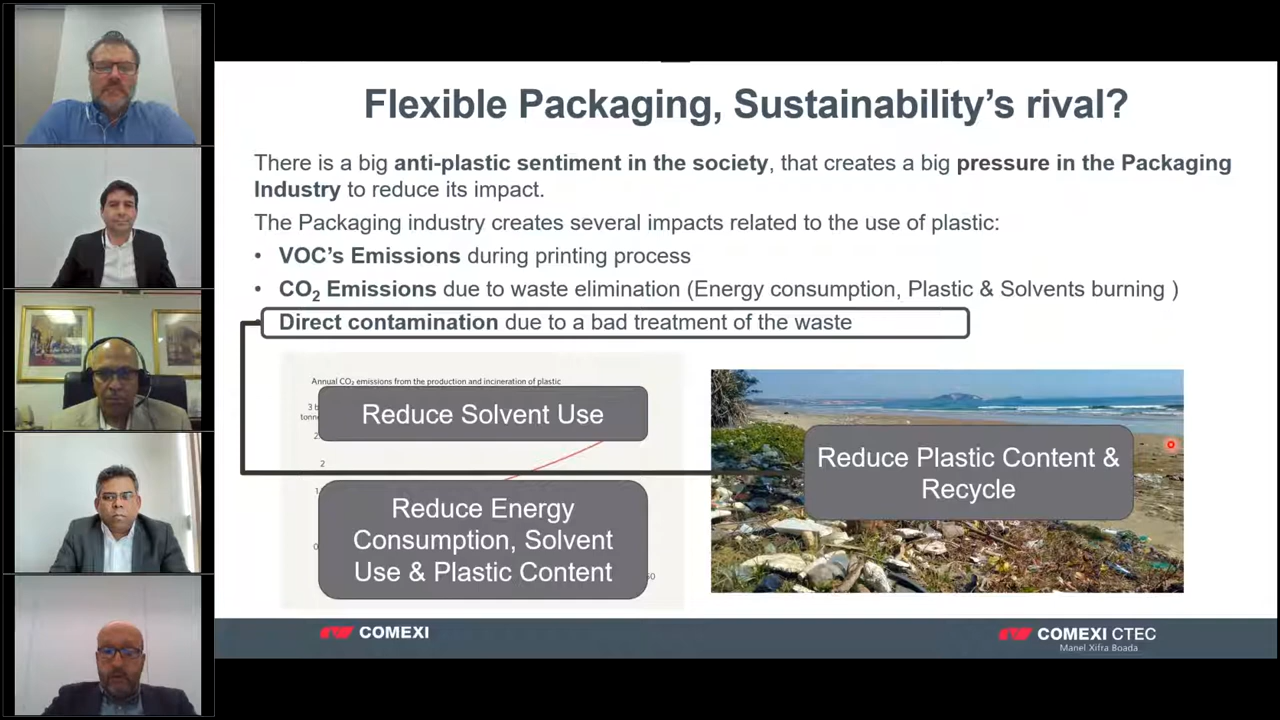 Flexible Packaging, Sustainability's rival?
There is a big anti-plastic sentiment in the society, that creates a big pressure in the Packaging
Industry to reduce its impact.
The Packaging industry creates several impacts related to the use of plastic:
• VOC's Emissions during printing process
• CO₂ Emissions due to waste elimination (Energy consumption, Plastic & Solvents burning )
Direct contamination due to a bad treatment of the waste
Annual CO₂ emissions from the production and incineration of plastic
Reduce Solvent Use
2
Reduce Energy
Consumption, Solvent
Use & Plastic Content
Reduce Plastic Content &
Recycle
COMEXI
COMEXI CTEC
Manel Xifra Boada